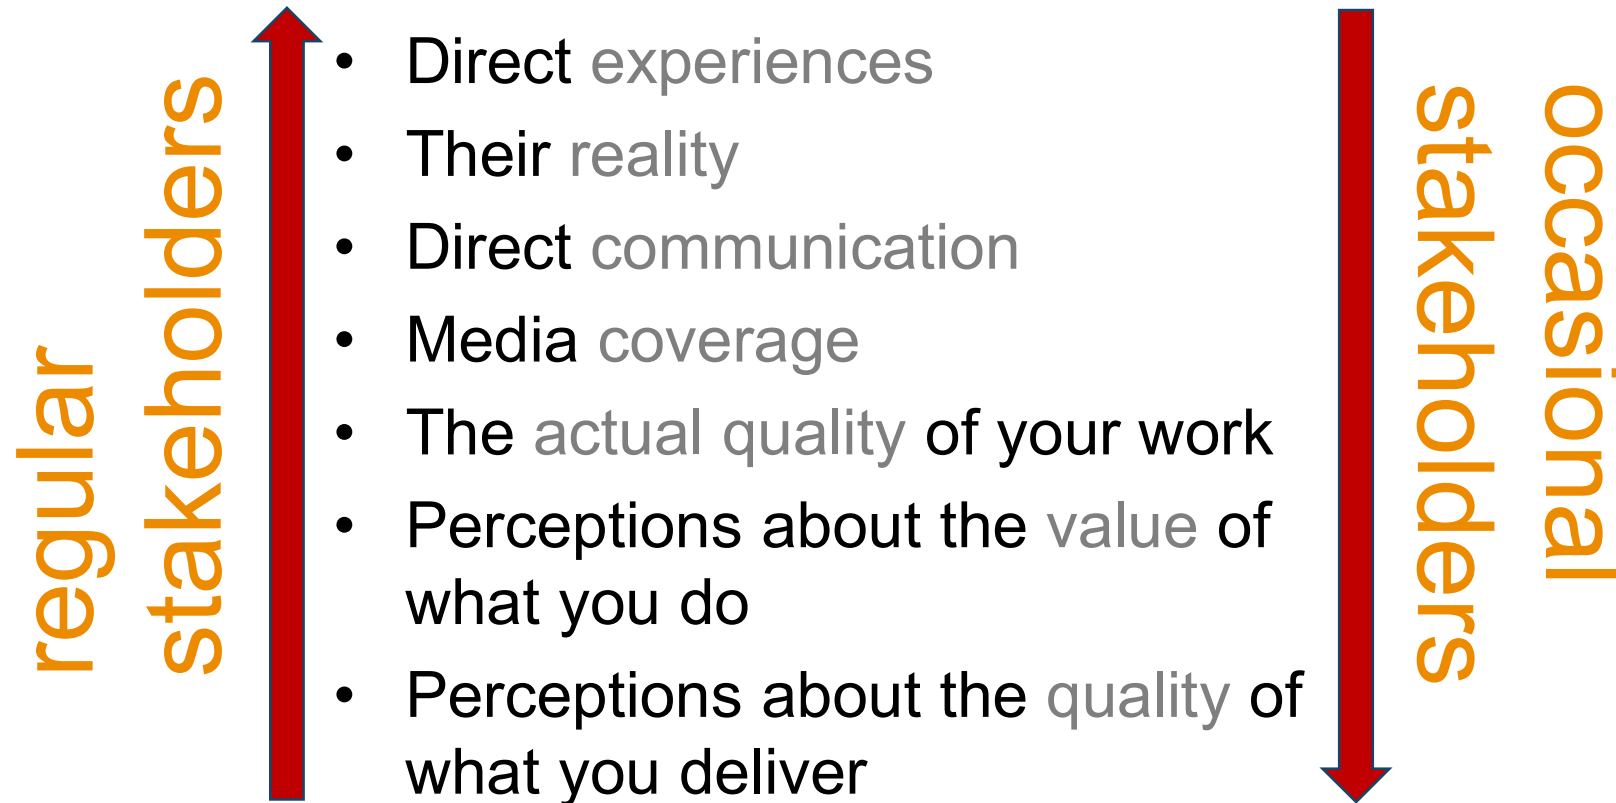 regular
stakeholders
• Direct experiences
• Their reality
• Direct communication
• Media coverage
• The actual quality of your work
• Perceptions about the value of
what you do
• Perceptions about the quality of
what you deliver
occasional
stakeholders